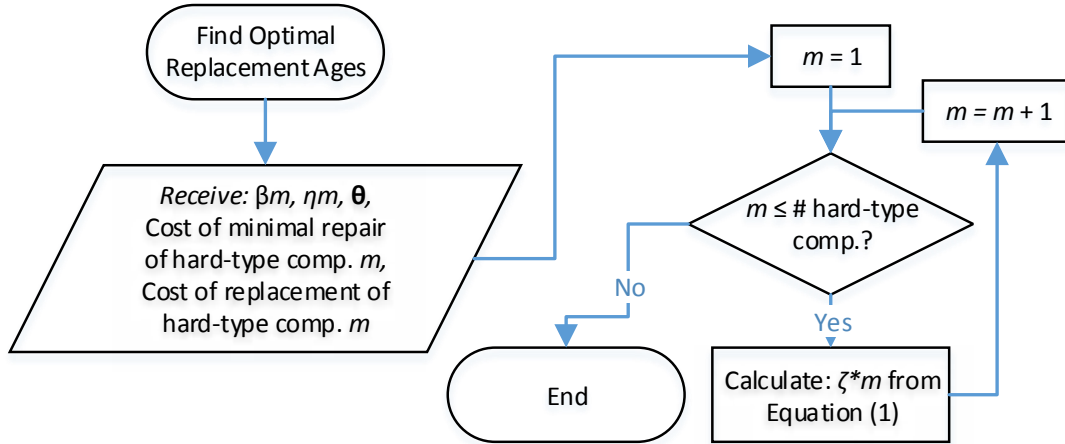 Find Optimal
Replacement Ages
Receive: βm, ηm, θ,
Cost of minimal repair
of hard-type comp. m,
Cost of replacement of
hard-type comp. m
m = 1
m = m + 1
m ≤ # hard-type
comp.?
No
Yes
End
Calculate: ζ*m from
Equation (1)